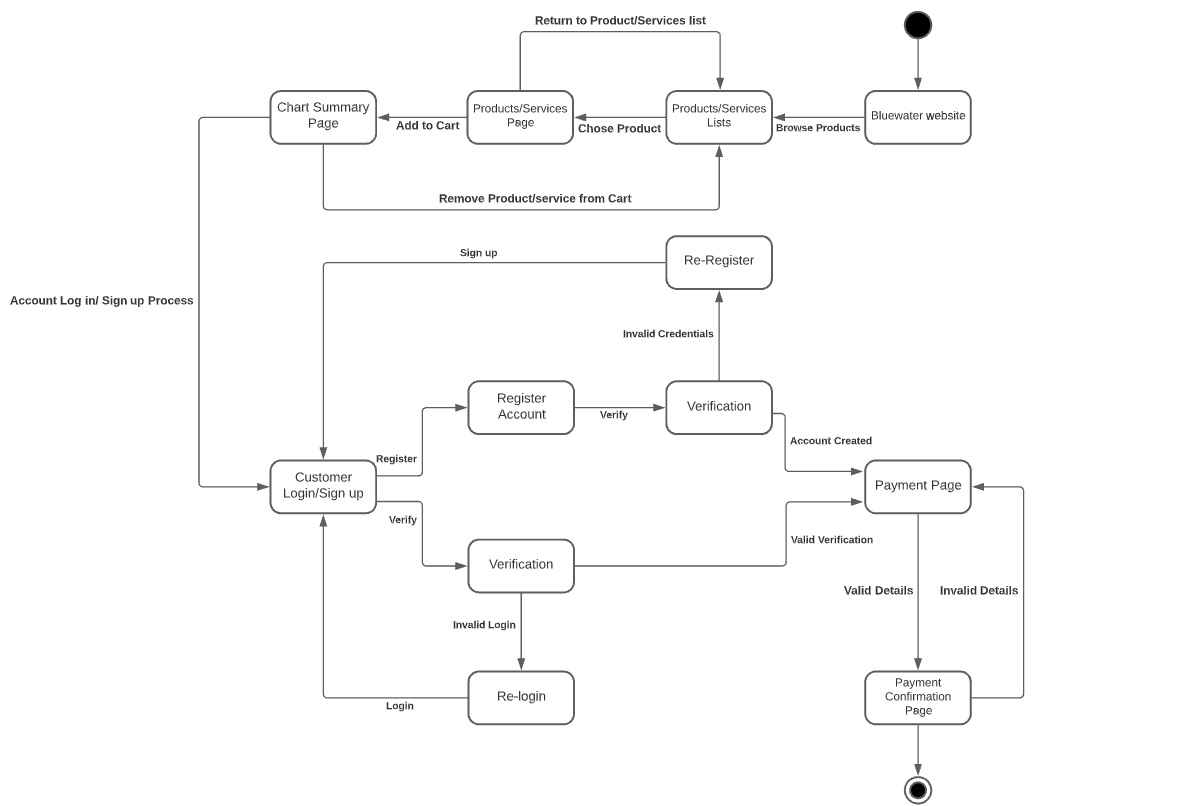 Return to Product/Services list
Chart Summary
Page
Add to Cart
Products/Services
Page
Chose Product
Products/Services
Lists
Browse Products
Bluewater website
Remove Product/service from Cart
Sign up
Re-Register
Account Log in/ Sign up Process
Invalid Credentials
Register
Account
Verify
Verification
Account Created
Register
Customer
Login/Sign up
Payment Page
Verify
Valid Verification
Verification
Valid Details
Invalid Details
Invalid Login
Re-login
Login
Payment
Confirmation
Page